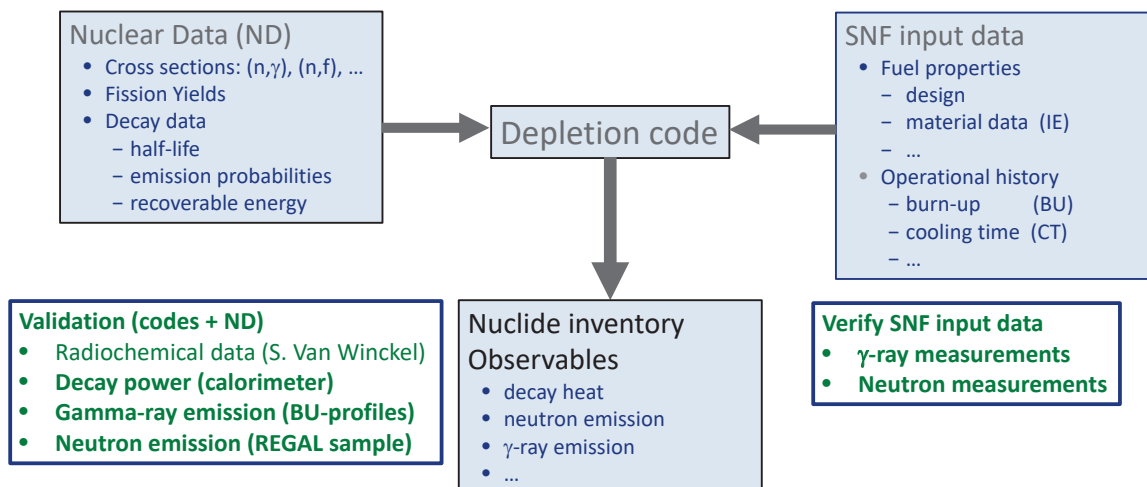 Nuclear Data (ND)
• Cross sections: (n,γ), (n,f), ...
• Fission Yields
• Decay data
− half-life
− emission probabilities
− recoverable energy
Depletion code
SNF input data
• Fuel properties
− design
− material data (IE)
− ...
• Operational history
− burn-up (BU)
− cooling time (CT)
− ...
Validation (codes + ND)
• Radiochemical data (S. Van Winckel)
• Decay power (calorimeter)
• Gamma-ray emission (BU-profiles)
• Neutron emission (REGAL sample)
Nuclide inventory
Observables
• decay heat
• neutron emission
• γ-ray emission
• ...
Verify SNF input data
• γ-ray measurements
• Neutron measurements